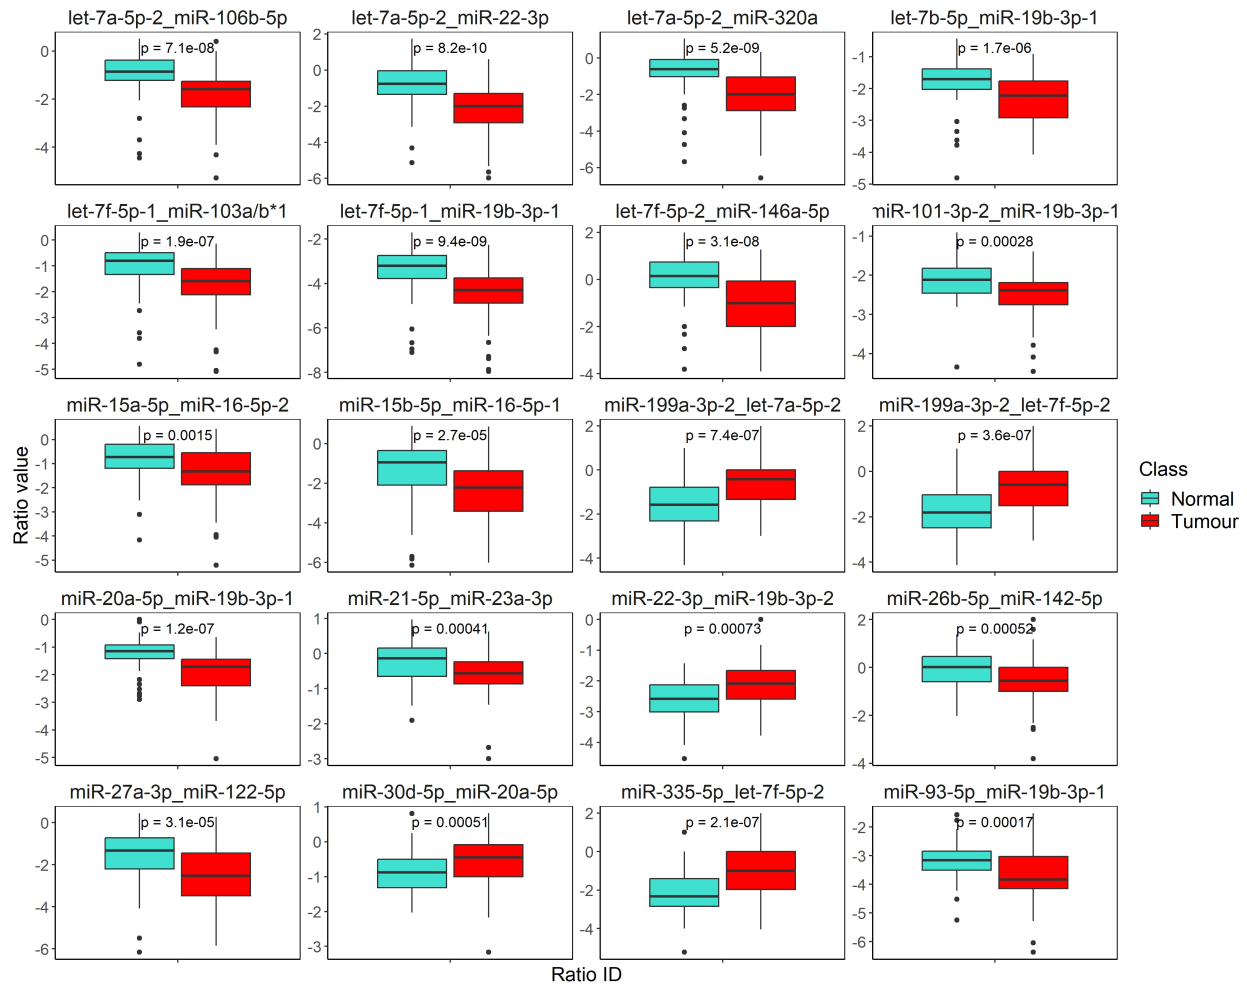 let-7a-5p-2_miR-106b-5p
let-7a-5p-2_miR-22-3p
let-7a-5p-2_miR-320a
let-7b-5p_miR-19b-3p-1
p = 7.1e-08
p = 8.2e-10
p = 5.2e-09
p = 1.7e-06
0
-2
-4
2
0
-2
-4
-6
0
-2
-4
-6
-1
-2
-3
-4
-5
let-7f-5p-1_miR-103a/b*1
let-7f-5p-1_miR-19b-3p-1
let-7f-5p-2_miR-146a-5p
miR-101-3p-2_miR-19b-3p-1
p = 1.9e-07
p = 9.4e-09
p = 3.1e-08
p = 0.00028
0
-1
-2
-3
-4
-5
-2
-4
-6
-8
2
0
-2
-4
-1
-2
-3
-4
miR-15a-5p_miR-16-5p-2
miR-15b-5p_miR-16-5p-1
miR-199a-3p-2_let-7a-5p-2
miR-199a-3p-2_let-7f-5p-2
p = 0.0015
p = 2.7e-05
p = 7.4e-07
p = 3.6e-07
0
-1
-2
-3
-4
-5
0
-2
-4
-6
2
0
-2
-4
2
0
-2
-4
Ratio value
Class
Normal
Tumour
miR-20a-5p_miR-19b-3p-1
miR-21-5p_miR-23a-3p
miR-22-3p_miR-19b-3p-2
miR-26b-5p_miR-142-5p
p = 1.2e-07
p = 0.00041
p = 0.00073
p = 0.00052
0
-1
-2
-3
-4
-5
1
0
-1
-2
-3
0
-1
-2
-3
-4
2
0
-2
-4
miR-27a-3p_miR-122-5p
miR-30d-5p_miR-20a-5p
miR-335-5p_let-7f-5p-2
miR-93-5p_miR-19b-3p-1
p = 3.1e-05
p = 0.00051
p = 2.1e-07
p = 0.00017
0
-2
-4
-6
1
0
-1
-2
-3
2
0
-2
-4
-2
-3
-4
-5
-6
Ratio ID